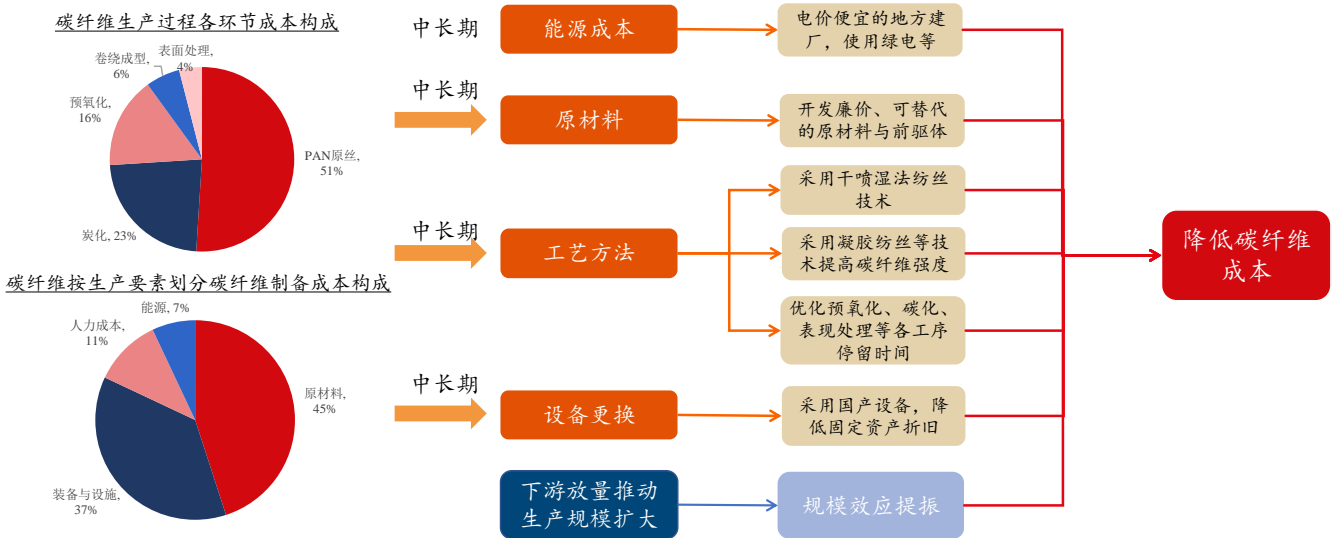 碳纤维生产过程各环节成本构成
表面处理,
4%
卷绕成型,
6%
预氧化,
16%
PAN原丝,
51%
炭化, 23%
碳纤维按生产要素划分碳纤维制备成本构成
能源, 7%
人力成本,
11%
原材料,
45%
装备与设施,
37%
中长期
能源成本
电价便宜的地方建
厂，使用绿电等
中长期
原材料
开发廉价、可替代
的原材料与前驱体
中长期
工艺方法
采用干喷湿法纺丝
技术
采用凝胶纺丝等技
术提高碳纤维强度
优化预氧化、碳化、
表现处理等各工序
停留时间
中长期
设备更换
采用国产设备，降
低固定资产折旧
下游放量推动
生产规模扩大
规模效应提振
降低碳纤维
成本